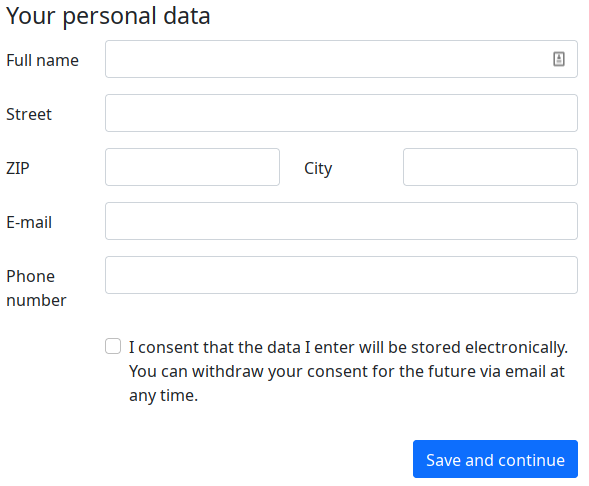 Your personal data
Full name
Street
ZIP
City
E-mail
Phone
number
I consent that the data I enter will be stored electronically.
You can withdraw your consent for the future via email at
any time.
Save and continue